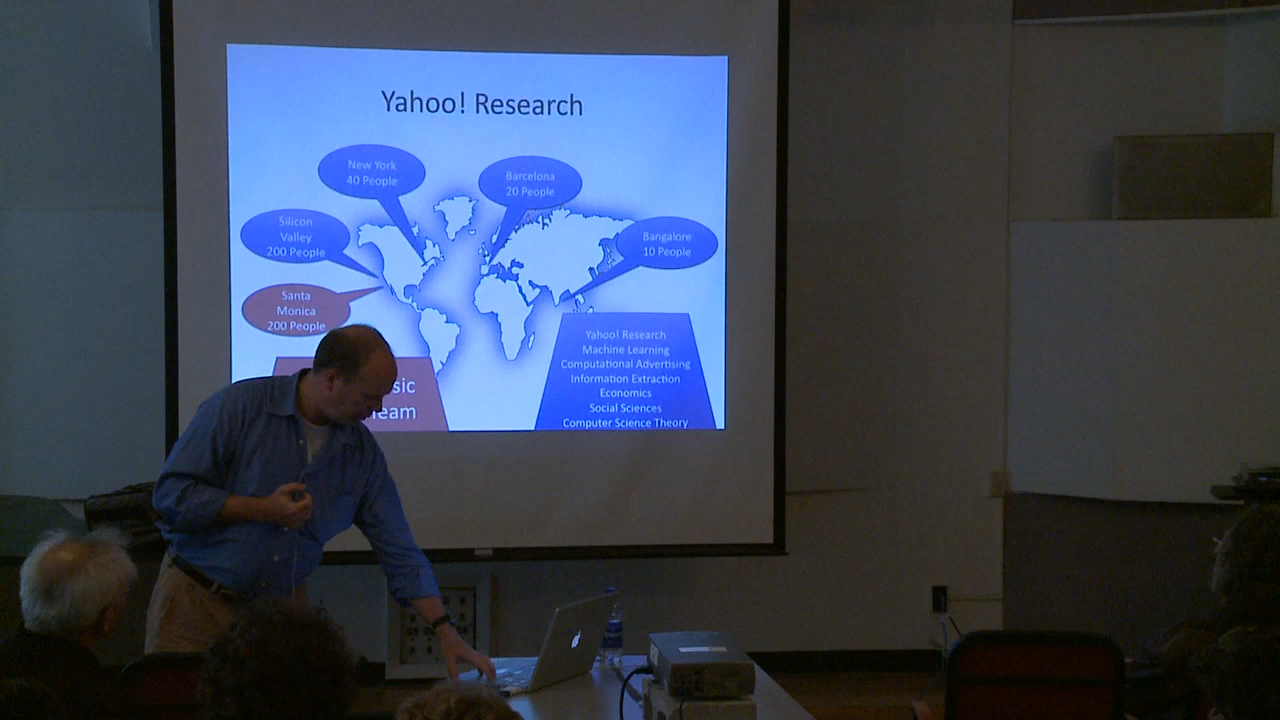 Yahoo! Research
New York
40 People
Barcelona
20 People
Silicon
Valley
200 People
Bangalore
10 People
Santa
Monica
200 People
sic
Team
Yahoo! Research
Machine Learning
Computational Advertising
Information Extraction
Economics
Social Sciences
Computer Science Theory